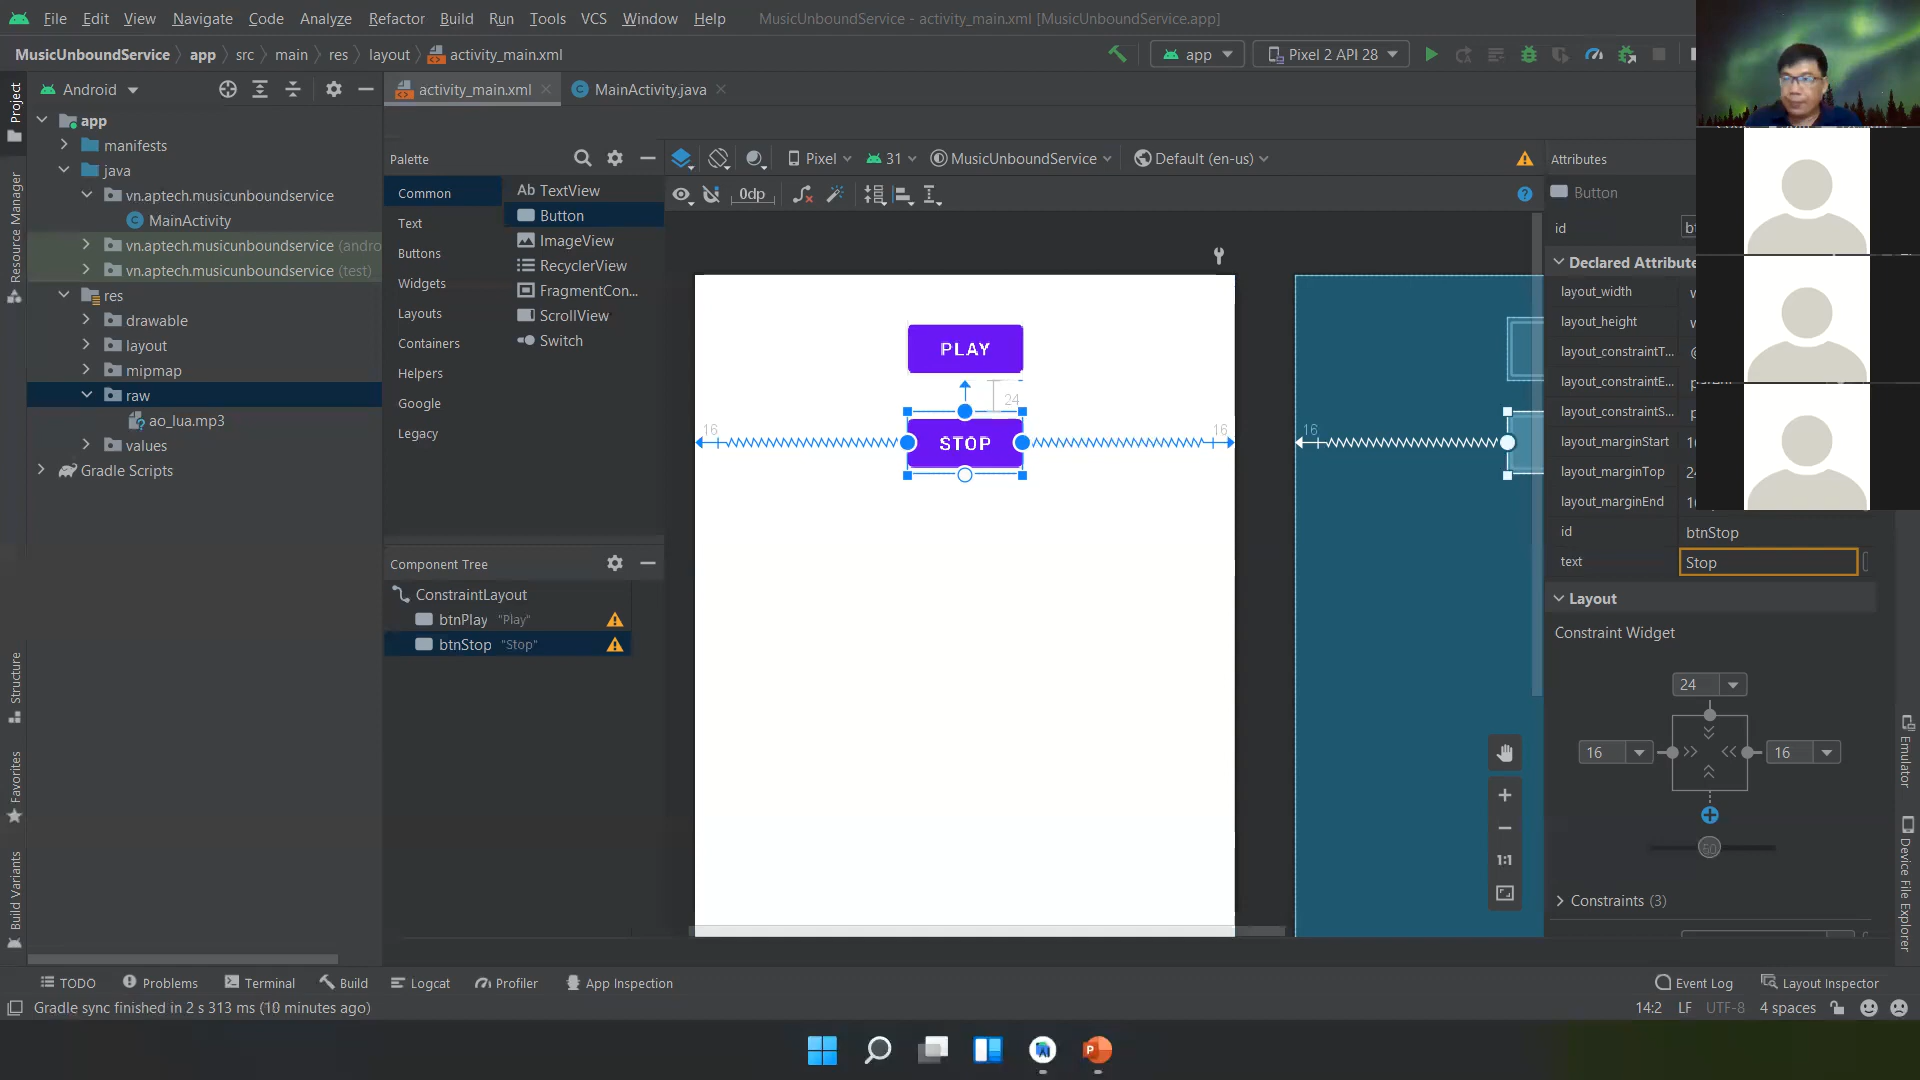 File Edit View Navigate Code Analyze Refactor Build Run Tools VCS Window Help MusicUnboundService - activity_main.xml [MusicUnboundService.app]
MusicUnboundService app src main res layout activity_main.xml app Pixel 2 API 28
Project
Resource Manager
Structure
Favorites
Build Variants
Android
app
manifests
java
vn.aptech.musicunboundservice
MainActivity
vn.aptech.musicunboundservice (andro
vn.aptech.musicunboundservice (test)
res
drawable
layout
mipmap
raw
ao_lua.mp3
values
Gradle Scripts
activity_main.xml MainActivity.java
Palette
Common
Text
Buttons
Widgets
Layouts
Containers
Helpers
Google
Legacy
Ab TextView
Button
ImageView
RecyclerView
FragmentCon...
ScrollView
Switch
Component Tree
ConstraintLayout
btnPlay "Play"
btnStop "Stop"
Pixel 31 MusicUnboundService Default (en-us)
0dp
PLAY
24
16 STOP 16
16
1:1
Attributes
Button
id
Declared Attribute
layout_width
layout_height
layout_constraintT...
layout_constraintE...
layout_constraintS...
layout_marginStart
layout_marginTop
layout_marginEnd
id btnStop
text Stop
Layout
Constraint Widget
24
16 16
50
Constraints (3)
Emulator
Device File Explorer
TODO Problems Terminal Build Logcat Profiler App Inspection Event Log Layout Inspector
Gradle sync finished in 2 s 313 ms (10 minutes ago) 14:2 LF UTF-8 4 spaces